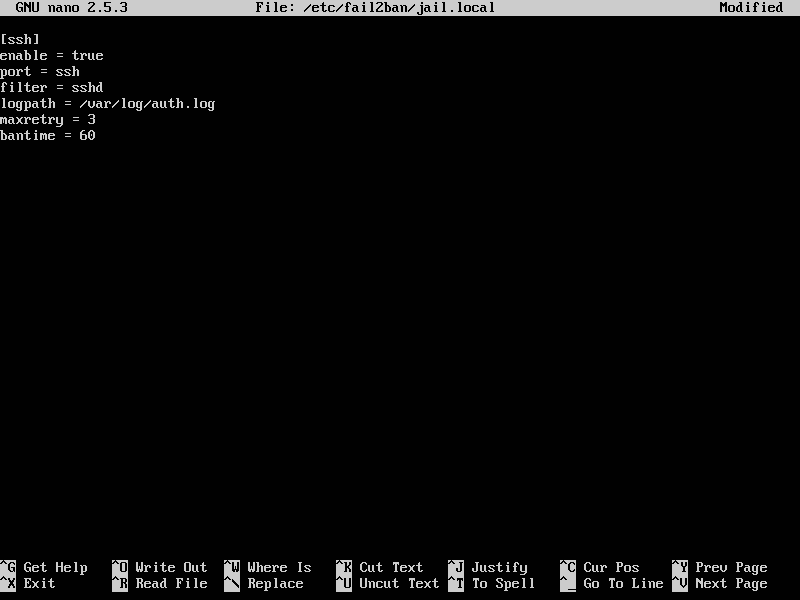 GNU nano 2.5.3 File: /etc/fail2ban/jail.local Modified
[ssh]
enable = true
port = ssh
filter = sshd
logpath = /var/log/auth.log
maxretry = 3
bantime = 60
^G Get Help ^O Write Out ^W Where Is ^K Cut Text ^J Justify ^C Cur Pos ^Y Prev Page
^X Exit ^R Read File ^\ Replace ^U Uncut Text ^T To Spell ^_ Go To Line ^V Next Page